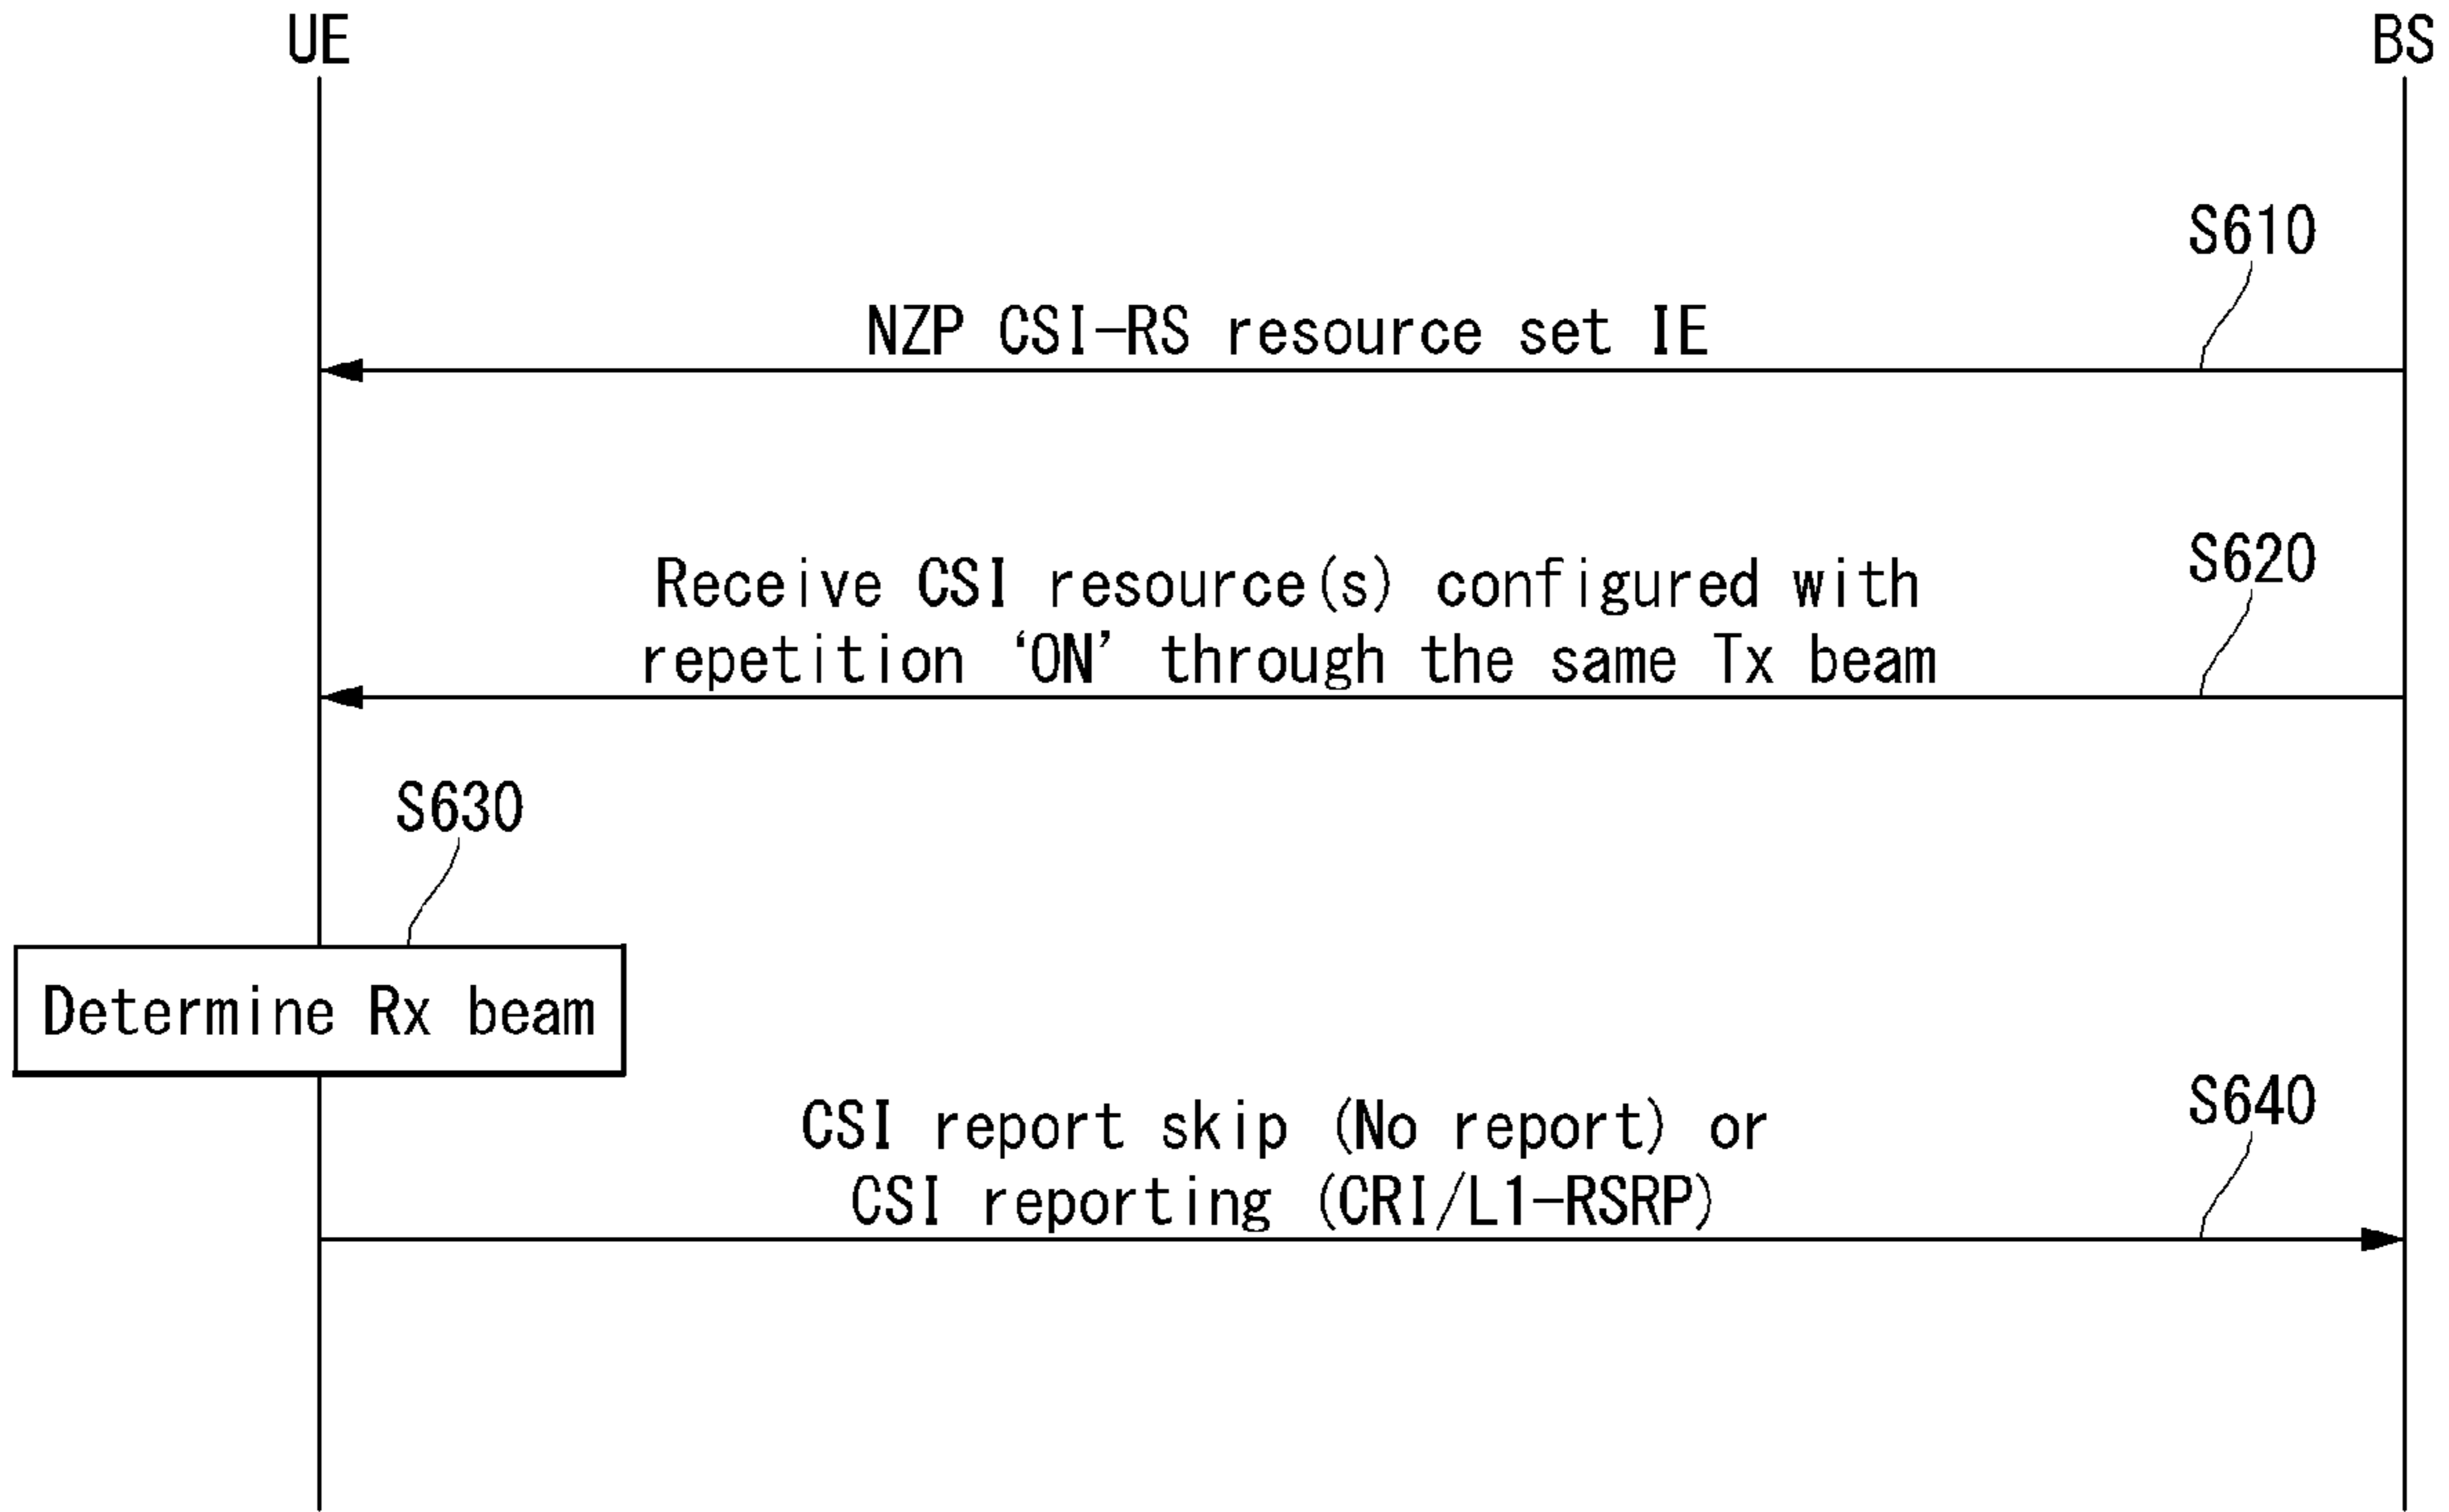 UE
BS
S610
NZP CSI-RS resource set IE
S620
Receive CSI resource(s) configured with
repetition ‘ON’ through the same Tx beam
S630
Determine Rx beam
S640
CSI report skip (No report) or
CSI reporting (CRI/L1-RSRP)